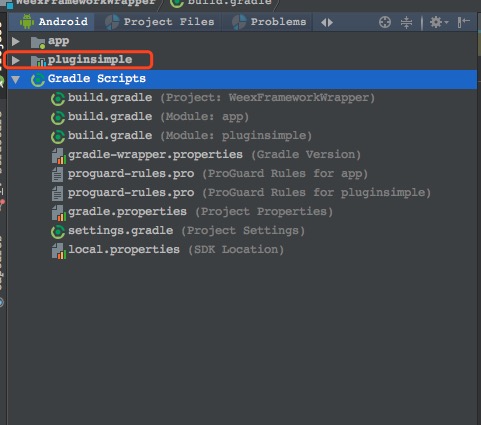 WeexFrameworkWrapper build.gradle
Android Project Files Problems
app
pluginsimple
Gradle Scripts
build.gradle (Project: WeexFrameworkWrapper)
build.gradle (Module: app)
build.gradle (Module: pluginsimple)
gradle-wrapper.properties (Gradle Version)
proguard-rules.pro (ProGuard Rules for app)
proguard-rules.pro (ProGuard Rules for pluginsimple)
gradle.properties (Project Properties)
settings.gradle (Project Settings)
local.properties (SDK Location)